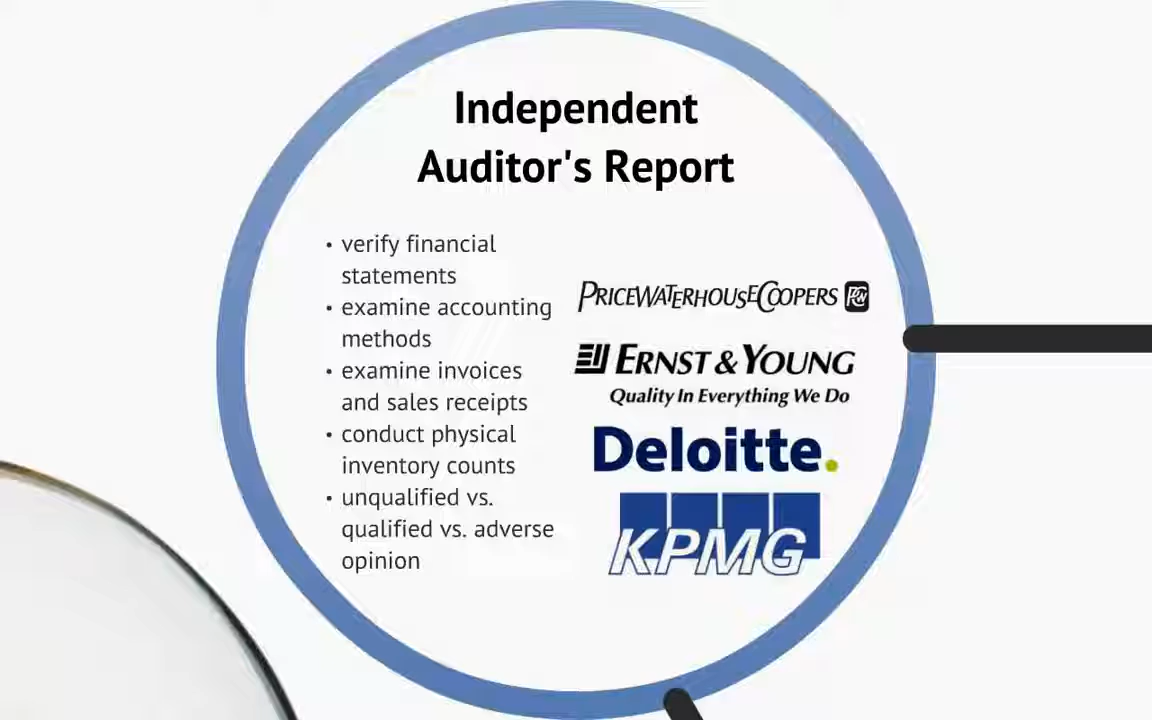 Independent
Auditor's Report
• verify financial
statements
• examine accounting
methods
• examine invoices
and sales receipts
• conduct physical
inventory counts
• unqualified vs.
qualified vs. adverse
opinion
PRICEWATERHOUSECOOPERS PwC
ERNST & YOUNG
Quality In Everything We Do
Deloitte.
KPMG